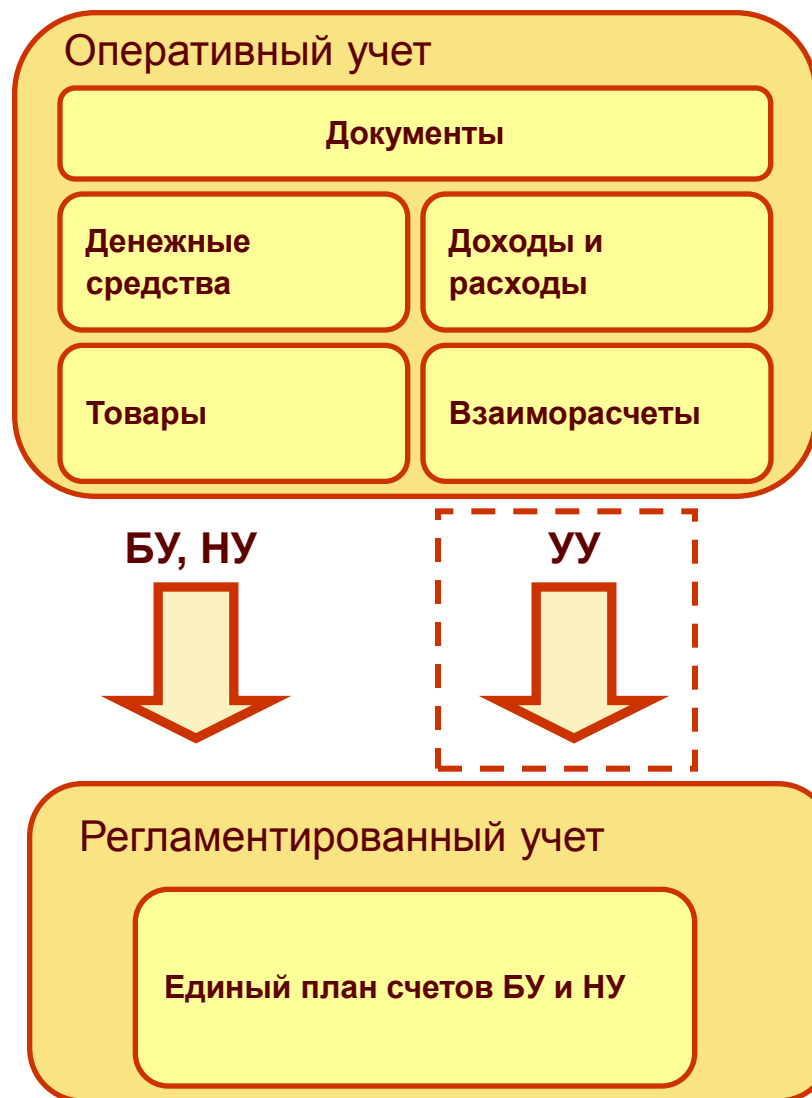 Оперативный учет
Документы
Денежные
средства
Доходы и
расходы
Товары
Взаиморасчеты
БУ, НУ
УУ
Регламентированный учет
Единый план счетов БУ и НУ